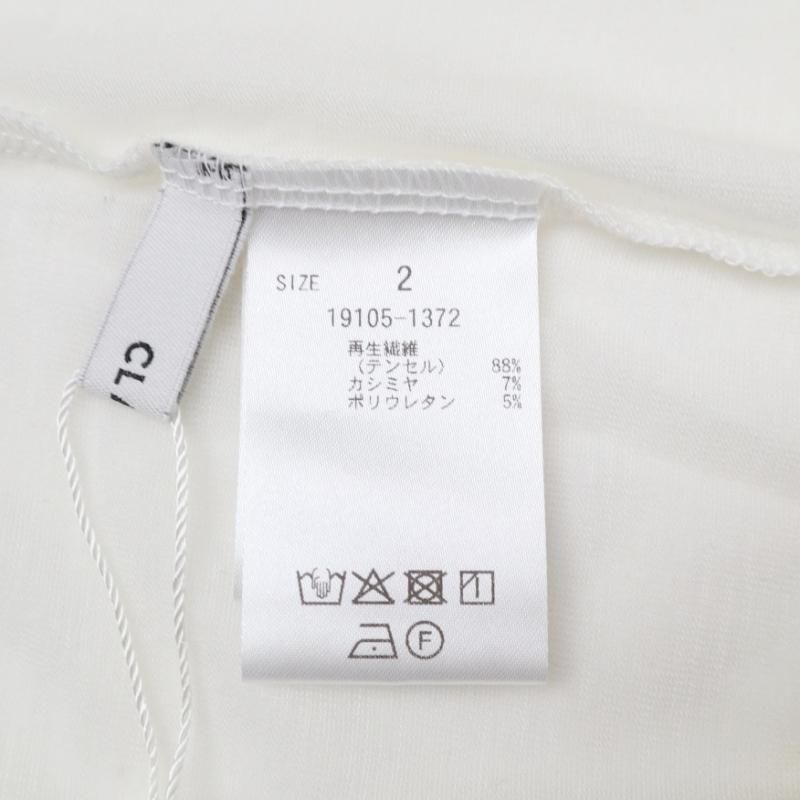 SIZE 2
19105-1372
再生繊維
(テンセル) 88%
カシミヤ 7%
ポリウレタン 5%
F
CL